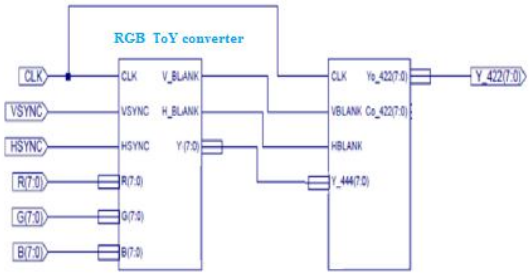 RGB ToY converter
CLK
VSYNC
HSYNC
R(7:0)
G(7:0)
B(7:0)
CLK
VSYNC
HSYNC
R(7:0)
G(7:0)
B(7:0)
V_BLANK
H_BLANK
Y(7:0)
CLK
VBLANK
HBLANK
Y_444(7:0)
Yo_422(7:0)
Co_422(7:0)
Y_422(7:0)